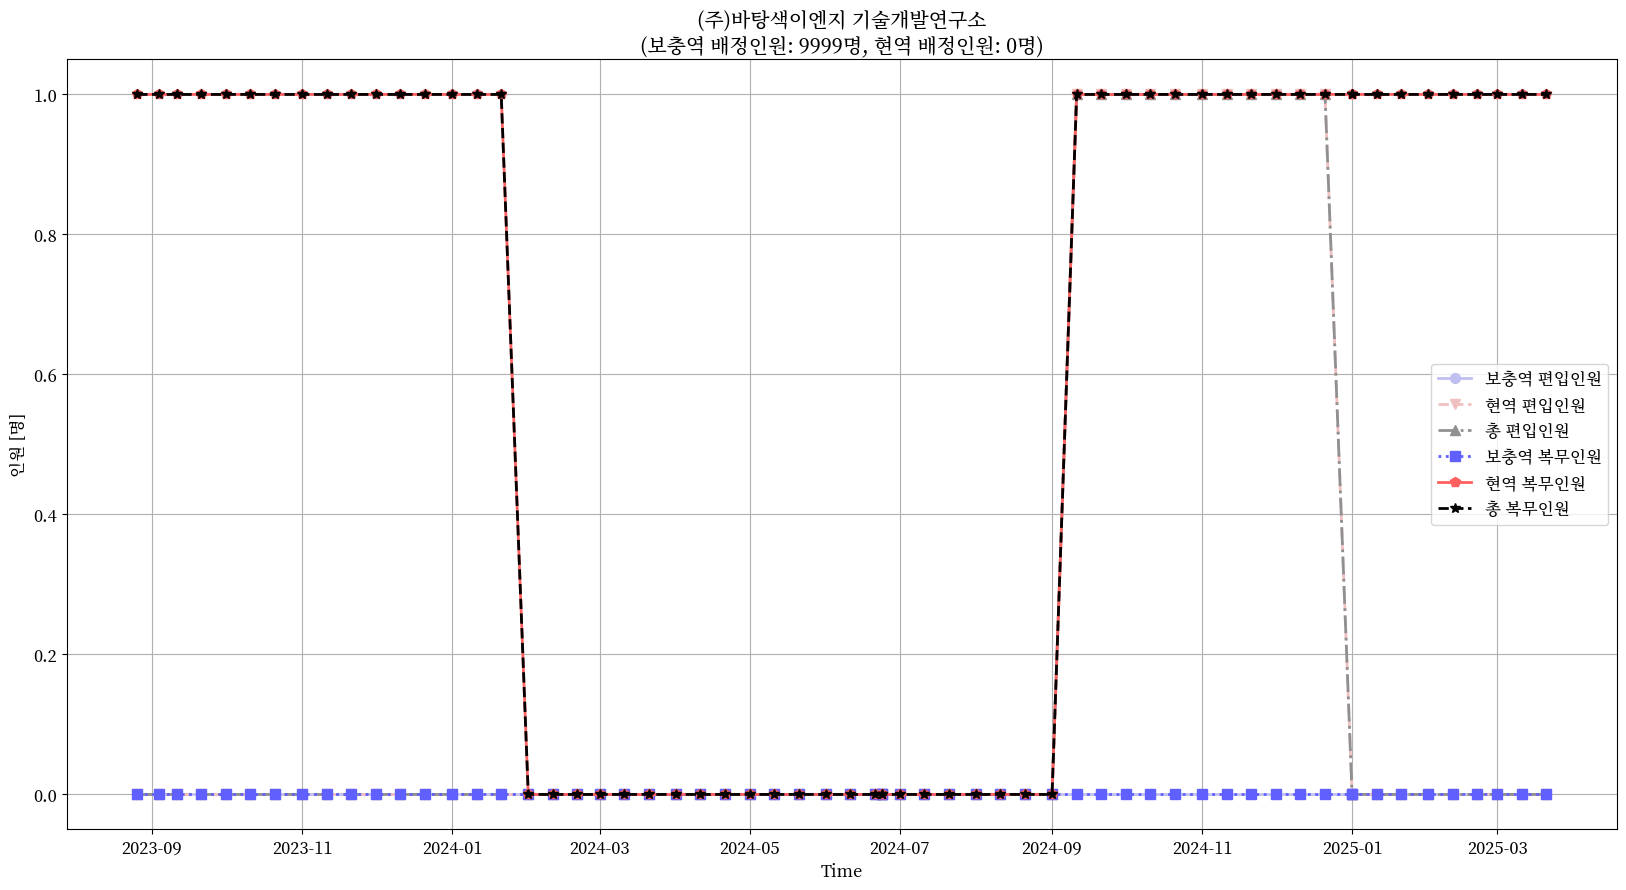 (주)바탕색이엔지 기술개발연구소
(보충역 배정인원: 9999명, 현역 배정인원: 0명)
인원 [명]
1.0
0.8
0.6
0.4
0.2
0.0
보충역 편입인원
현역 편입인원
총 편입인원
보충역 복무인원
현역 복무인원
총 복무인원
2023-09 2023-11 2024-01 2024-03 2024-05 2024-07 2024-09 2024-11 2025-01 2025-03
Time